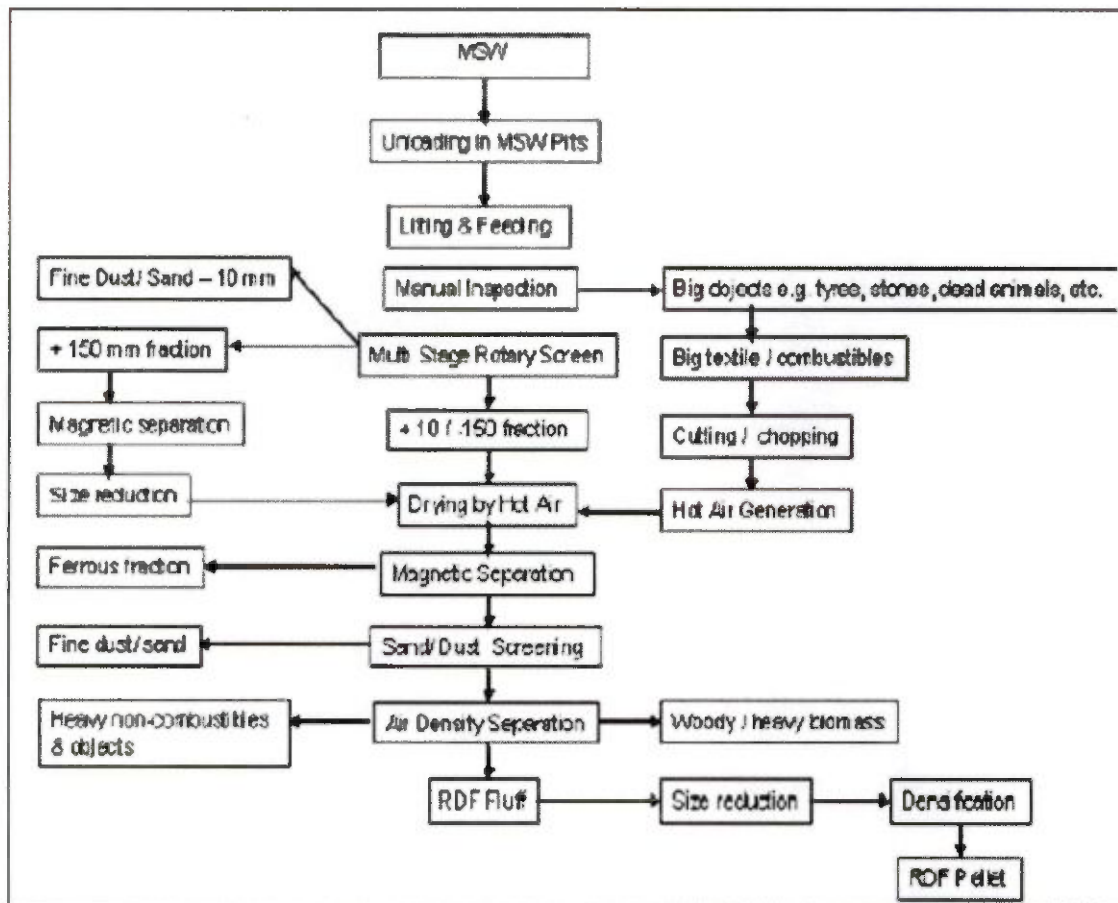 MSW
Unloading in MSW Pits
Lifting & Feeding
Fine Dust/ Sand – 10 mm
Manual Inspection
Big objects e.g. tyres, stones, dead animals, etc.
+ 150 mm fraction
Multi Stage Rotary Screen
Big textile / combustibles
Magnetic separation
+ 10 / -150 fraction
Cutting / chopping
Size reduction
Drying by Hot Air
Hot Air Generation
Ferrous fraction
Magnetic Separation
Fine dust/sand
Sand/ Dust Screening
Heavy non-combustibles
& objects
Air Density Separation
Woody / heavy biomass
RDF Fluff
Size reduction
Densification
RDF Pellet